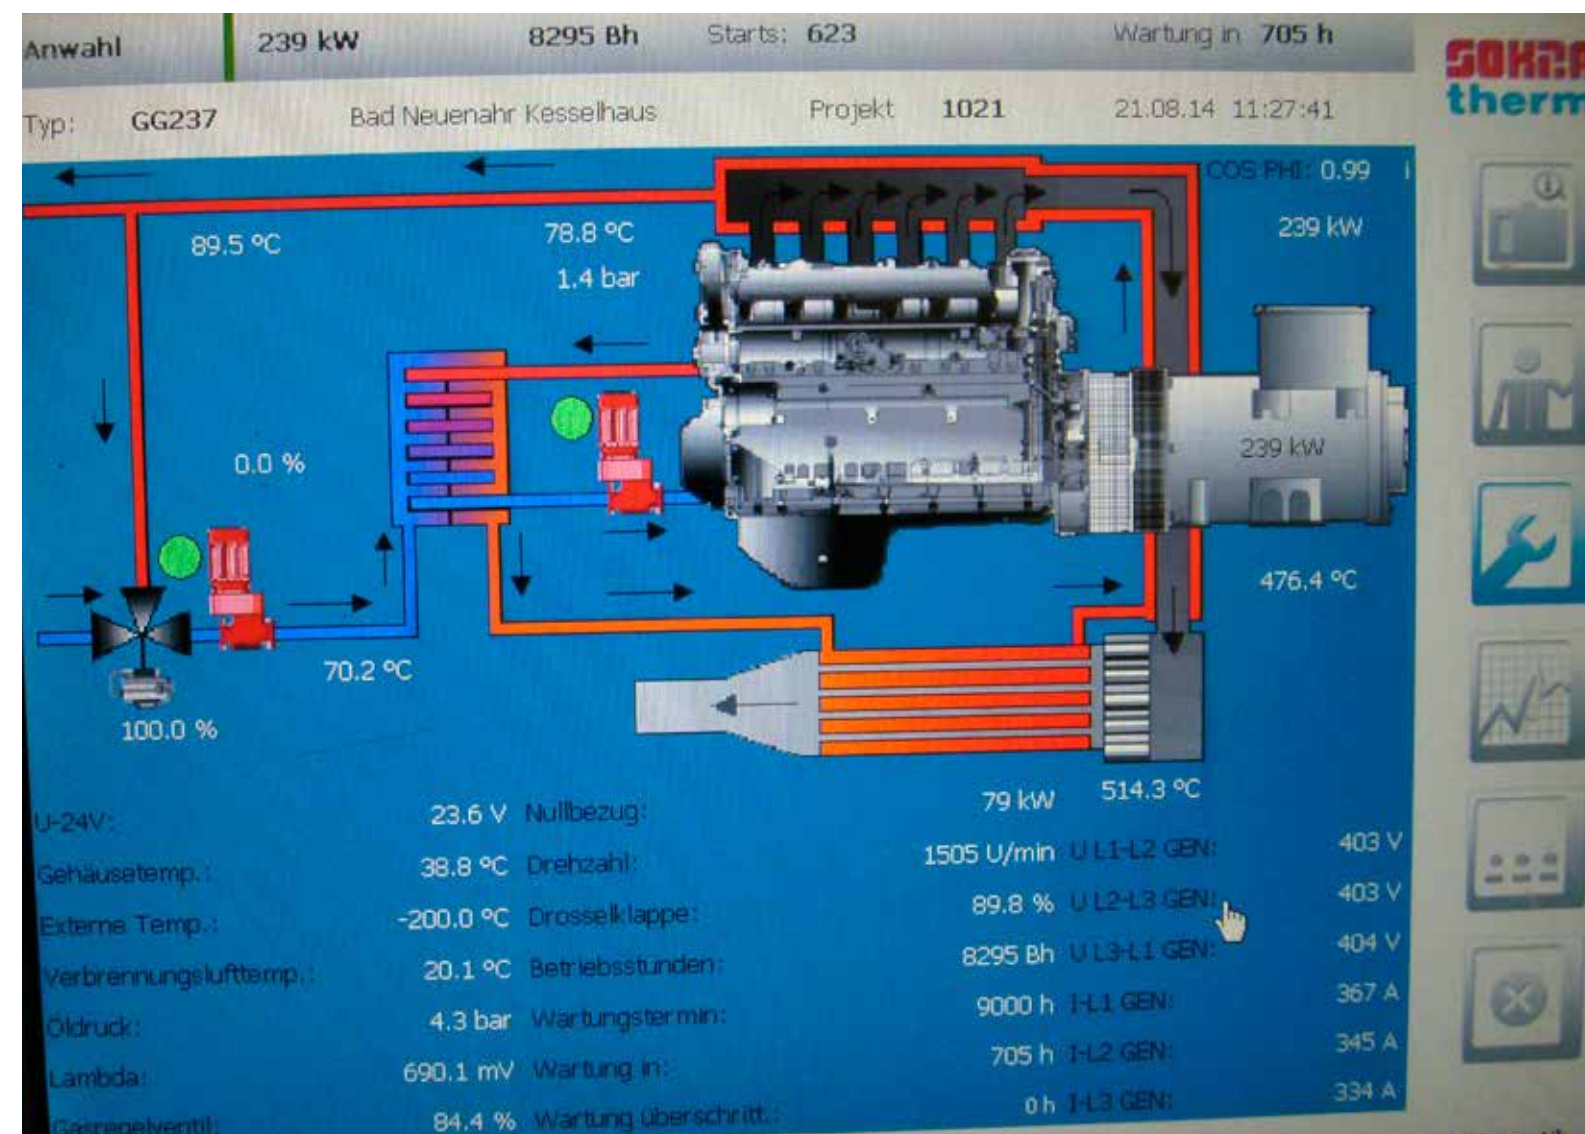 Anwahl 239 kW 8295 Bh Starts: 623 Wartung in 705 h
SOKRA
therm
Typ: GG237 Bad Neuenahr Kesselhaus Projekt 1021 21.08.14 11:27:41
COS PHI: 0.99 i
89.5 °C 78.8 °C 239 kW
1.4 bar
0.0 % 239 kW
476.4 °C
70.2 °C
100.0 %
514.3 °C
U-24V: 23.6 V Nullbezug: 79 kW
Gehäusetemp.: 38.8 °C Drehzahl: 1505 U/min U L1-L2 GEN: 403 V
Externe Temp.: -200.0 °C Drosselklappe: 89.8 % U L2-L3 GEN: 403 V
Verbrennungslufttemp.: 20.1 °C Betriebsstunden: 8295 Bh U L3-L1 GEN: 404 V
Öldruck: 4.3 bar Wartungstermin: 9000 h I-L1 GEN: 367 A
Lambda: 690.1 mV Wartung in: 705 h I-L2 GEN: 345 A
Gasregelventil: 84.4 % Wartung überschritt.: 0 h I-L3 GEN: 334 A